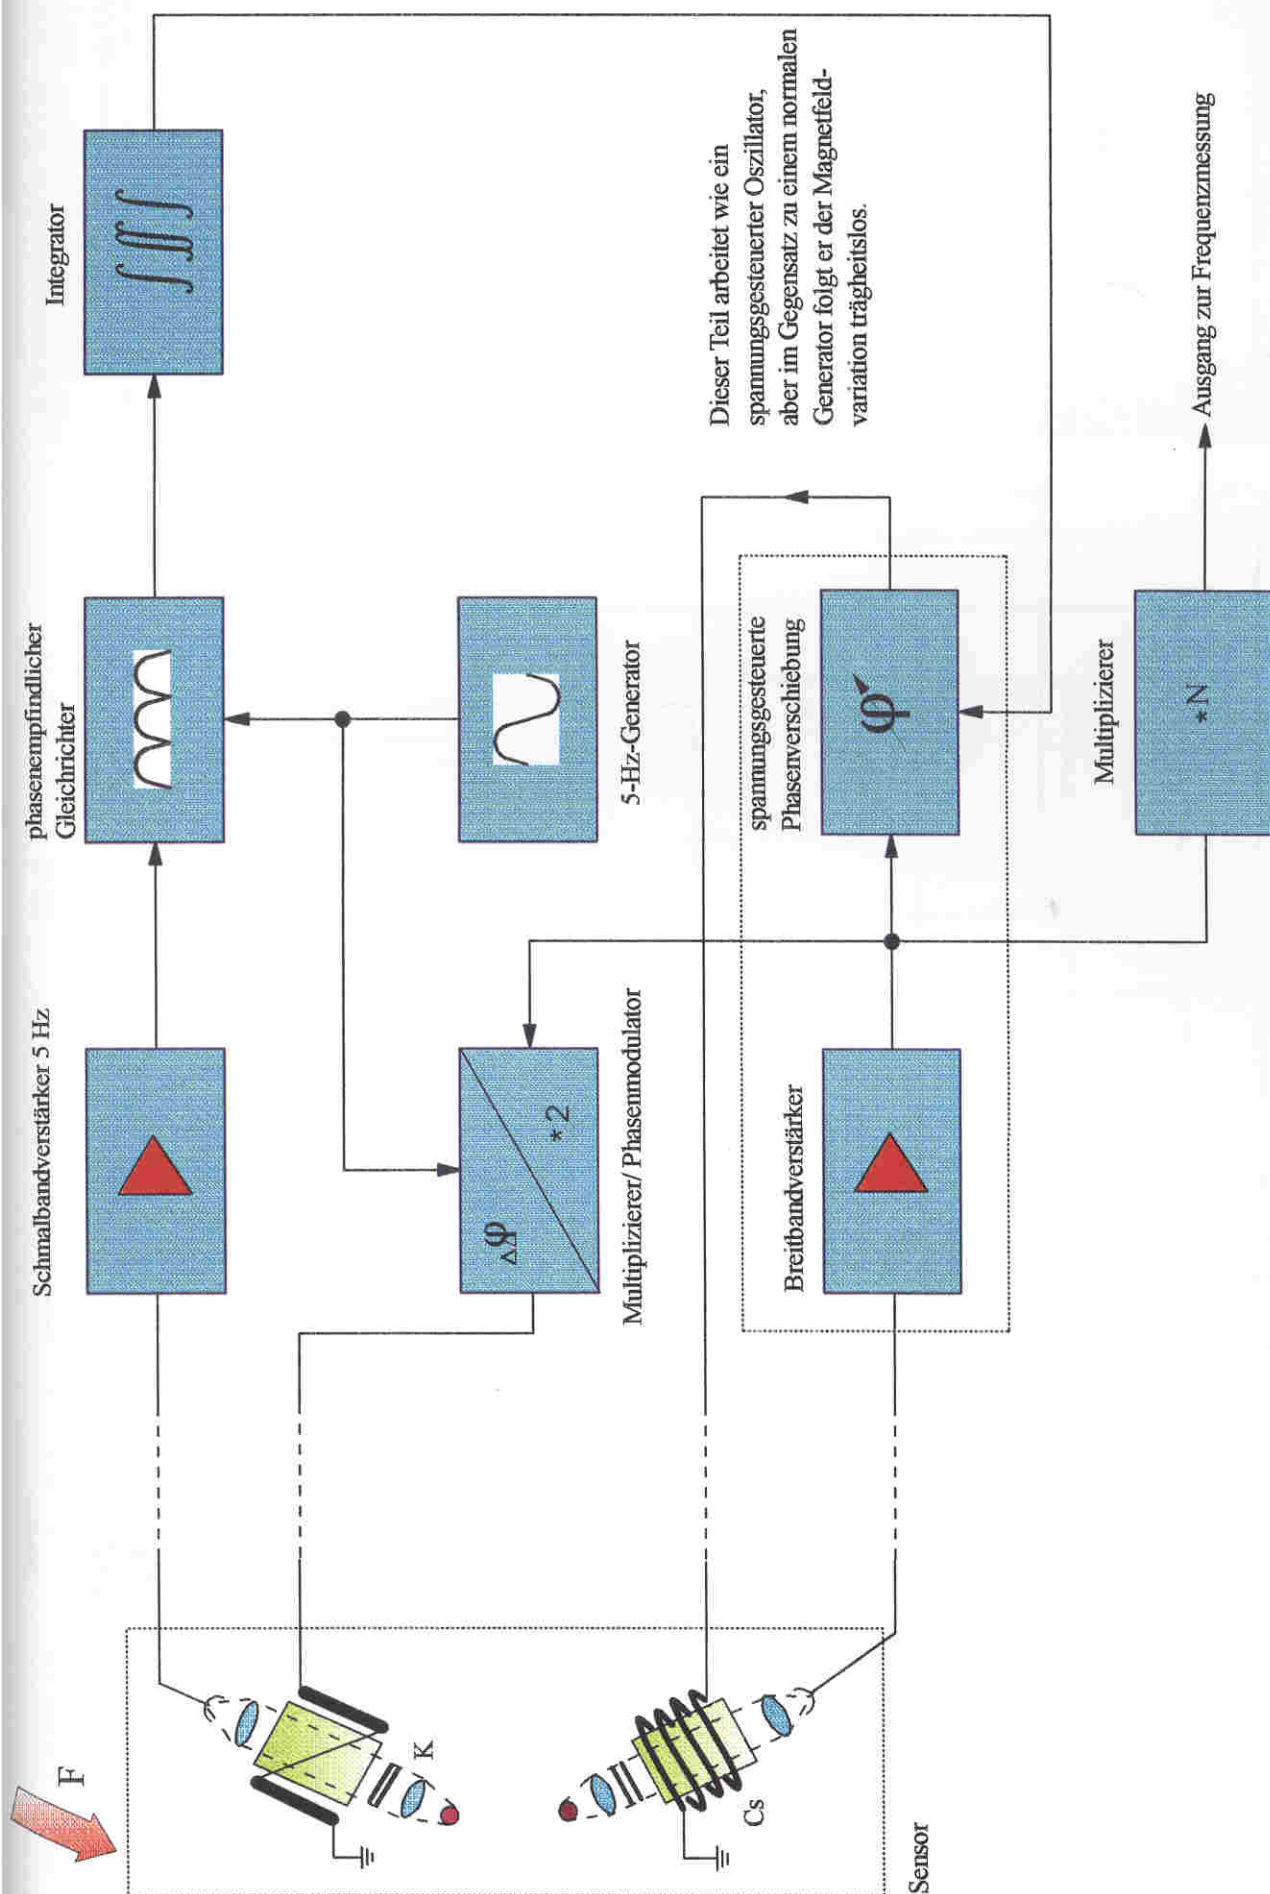 Integrator
phasenempfindlicher
Gleichrichter
Schmalbandverstärker 5 Hz
5-Hz-Generator
Δφ
*2
Multiplizierer/ Phasenmodulator
F
K
Cs
Sensor
Dieser Teil arbeitet wie ein
spannungsgesteuerter Oszillator,
aber im Gegensatz zu einem normalen
Generator folgt er der Magnetfeld-
variation trägheitslos.
spannungsgesteuerte
Phasenverschiebung
φ
Breitbandverstärker
Multiplizierer
*N
Ausgang zur Frequenzmessung